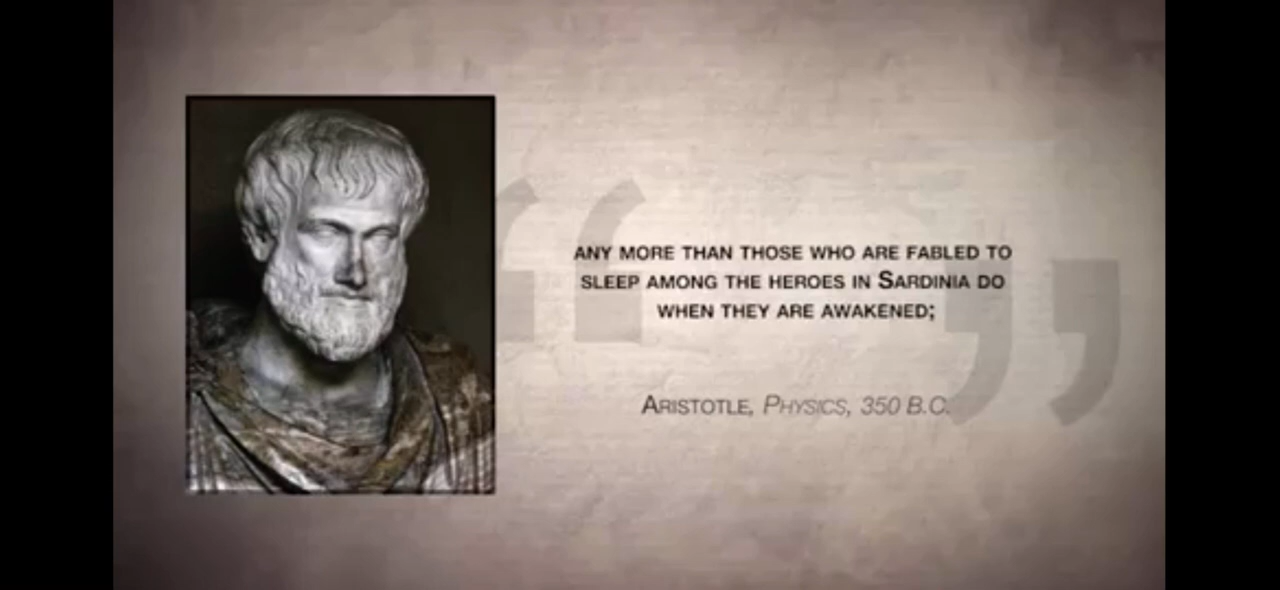 ANY MORE THAN THOSE WHO ARE FABLED TO
SLEEP AMONG THE HEROES IN SARDINIA DO
WHEN THEY ARE AWAKENED;
ARISTOTLE, PHYSICS, 350 B.C.